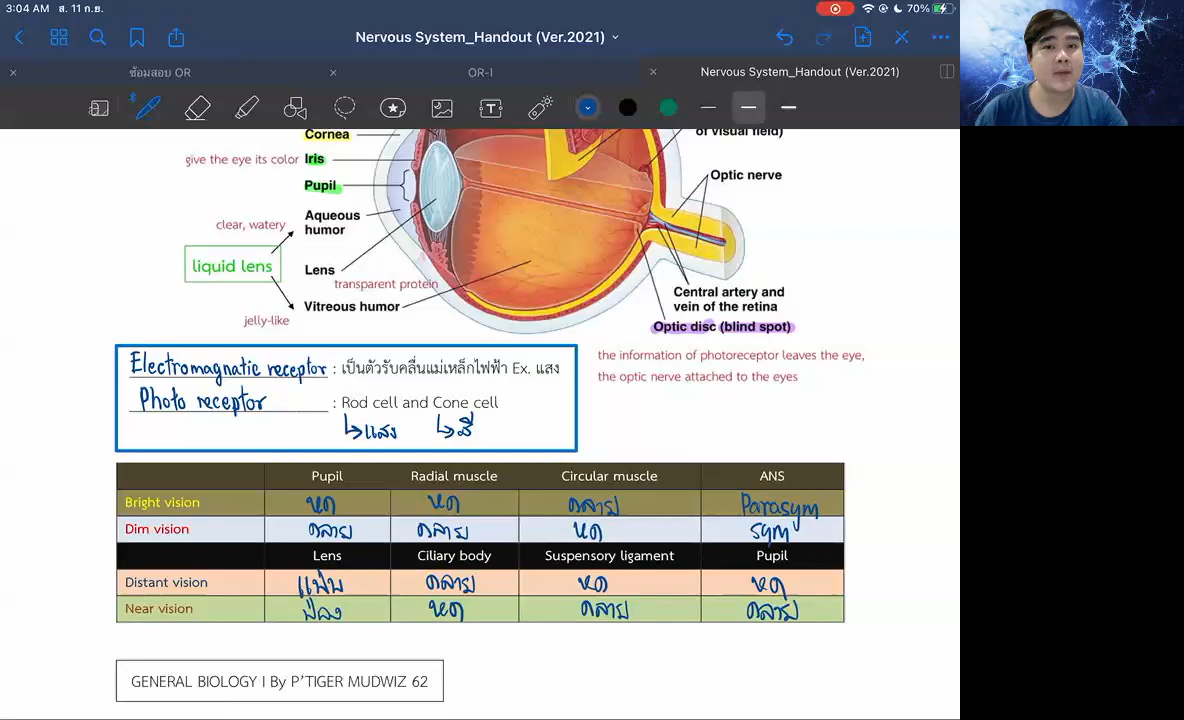 3:04 AM ส. 11 ก.ย.
70%
Nervous System_Handout (Ver.2021)
ซ้อมสอบ OR
OR-I
Nervous System_Handout (Ver.2021)
Cornea
of visual field)
give the eye its color Iris
Optic nerve
Pupil
Aqueous
humor
clear, watery
liquid lens
Lens
transparent protein
Vitreous humor
jelly-like
Central artery and
vein of the retina
Optic disc (blind spot)
the information of photoreceptor leaves the eye,
the optic nerve attached to the eyes
Electromagnetic receptor : เป็นตัวรับคลื่นแม่เหล็กไฟฟ้า Ex. แสง
Photo receptor : Rod cell and Cone cell
แสง สี
Pupil Radial muscle Circular muscle ANS
Bright vision หด หด คลาย Parasym
Dim vision คลาย คลาย หด sym
Lens Ciliary body Suspensory ligament Pupil
Distant vision แฟบ คลาย หด หด
Near vision ป่อง หด คลาย คลาย
GENERAL BIOLOGY I By P'TIGER MUDWIZ 62